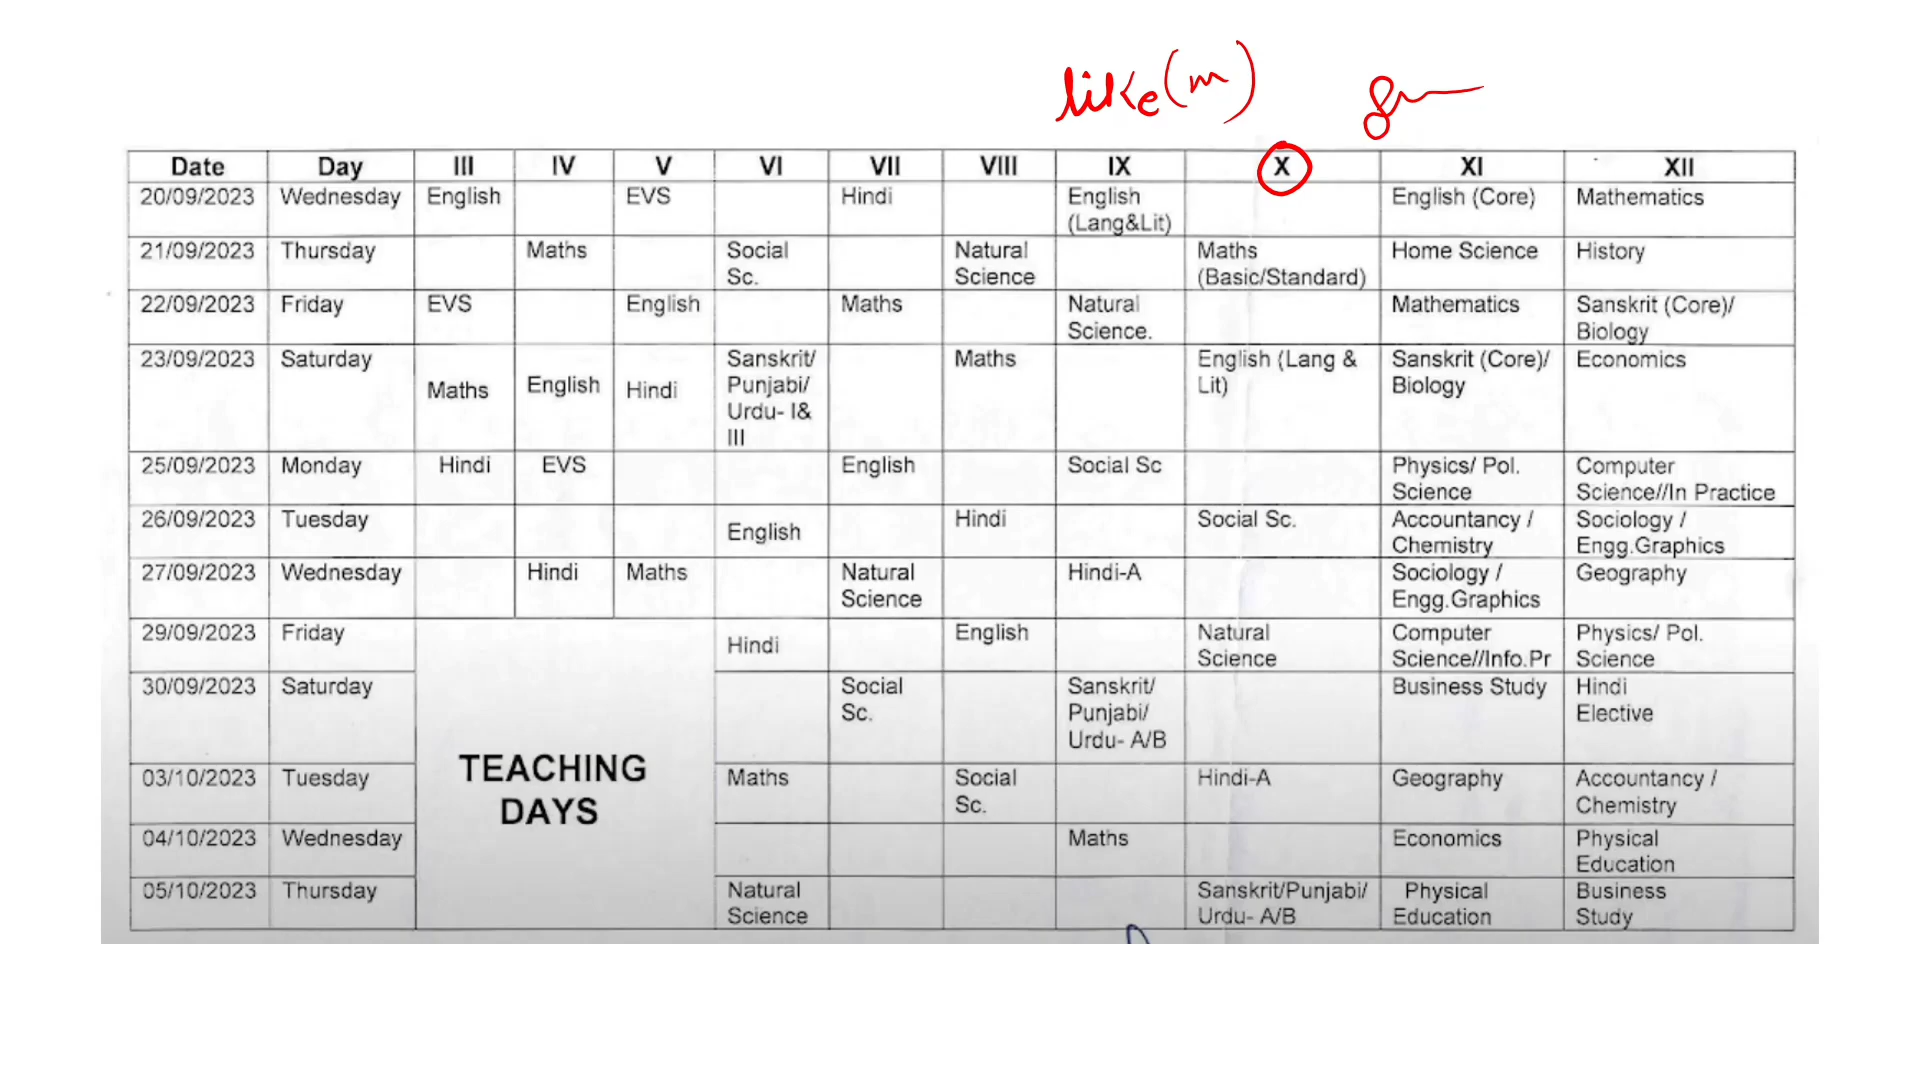 like(m)
Date Day III IV V VI VII VIII IX X XI XII
20/09/2023 Wednesday English EVS Hindi English (Lang&Lit) English (Core) Mathematics
21/09/2023 Thursday Maths Social Sc. Natural Science Maths (Basic/Standard) Home Science History
22/09/2023 Friday EVS English Maths Natural Science. Mathematics Sanskrit (Core)/ Biology
23/09/2023 Saturday Maths English Hindi Sanskrit/ Punjabi/ Urdu- I& III Maths English (Lang & Lit) Sanskrit (Core)/ Biology Economics
25/09/2023 Monday Hindi EVS English Social Sc Physics/ Pol. Science Computer Science//In Practice
26/09/2023 Tuesday English Hindi Social Sc. Accountancy / Chemistry Sociology / Engg.Graphics
27/09/2023 Wednesday Hindi Maths Natural Science Hindi-A Sociology / Engg.Graphics Geography
29/09/2023 Friday Hindi English Natural Science Computer Science//Info.Pr Physics/ Pol. Science
30/09/2023 Saturday Social Sc. Sanskrit/ Punjabi/ Urdu- A/B Business Study Hindi Elective
TEACHING DAYS
03/10/2023 Tuesday Maths Social Sc. Hindi-A Geography Accountancy / Chemistry
04/10/2023 Wednesday Maths Economics Physical Education
05/10/2023 Thursday Natural Science Sanskrit/Punjabi/ Urdu- A/B Physical Education Business Study